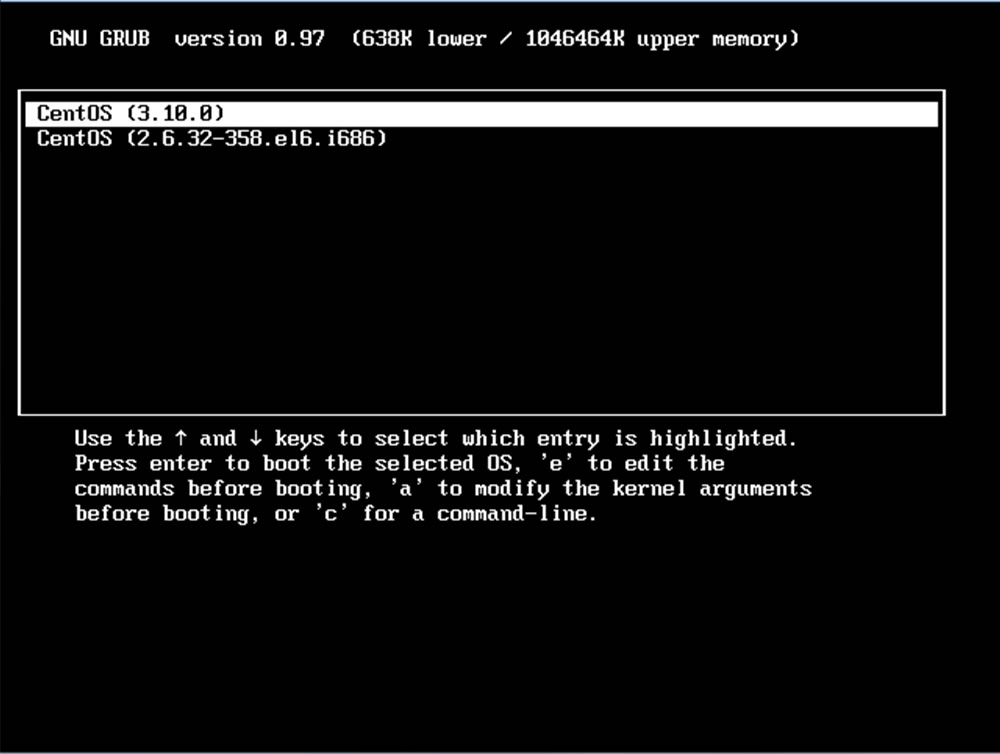 GNU GRUB  version 0.97  (638K lower / 1046464K upper memory)
CentOS (3.10.0)
CentOS (2.6.32-358.el6.i686)
Use the ↑ and ↓ keys to select which entry is highlighted.
Press enter to boot the selected OS, 'e' to edit the
commands before booting, 'a' to modify the kernel arguments
before booting, or 'c' for a command-line.